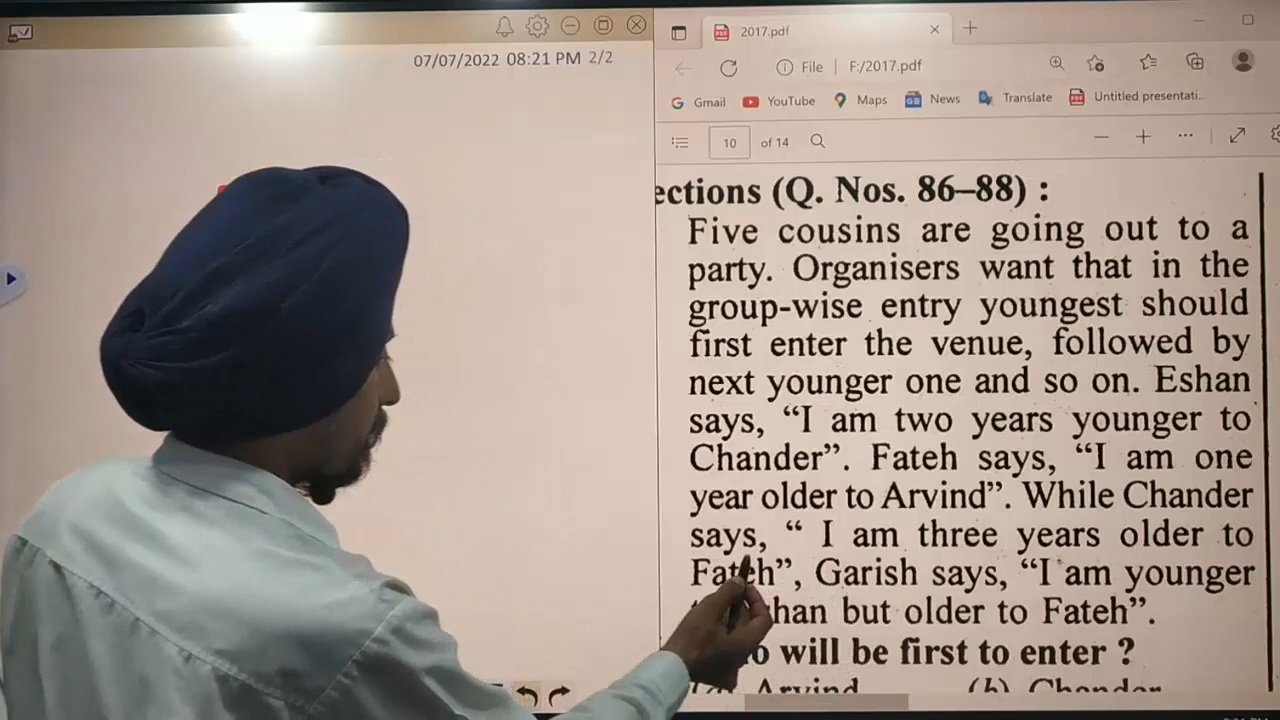 07/07/2022 08:21 PM 2/2
2017.pdf
File F:/2017.pdf
Gmail YouTube Maps News Translate Untitled presentati...
10 of 14
ections (Q. Nos. 86–88) :
Five cousins are going out to a
party. Organisers want that in the
group-wise entry youngest should
first enter the venue, followed by
next younger one and so on. Eshan
says, “I am two years younger to
Chander”. Fateh says, “I am one
year older to Arvind”. While Chander
says, “ I am three years older to
Fateh”, Garish says, “I am younger
han but older to Fateh”.
o will be first to enter ?
(a) Arvind (b) Chander